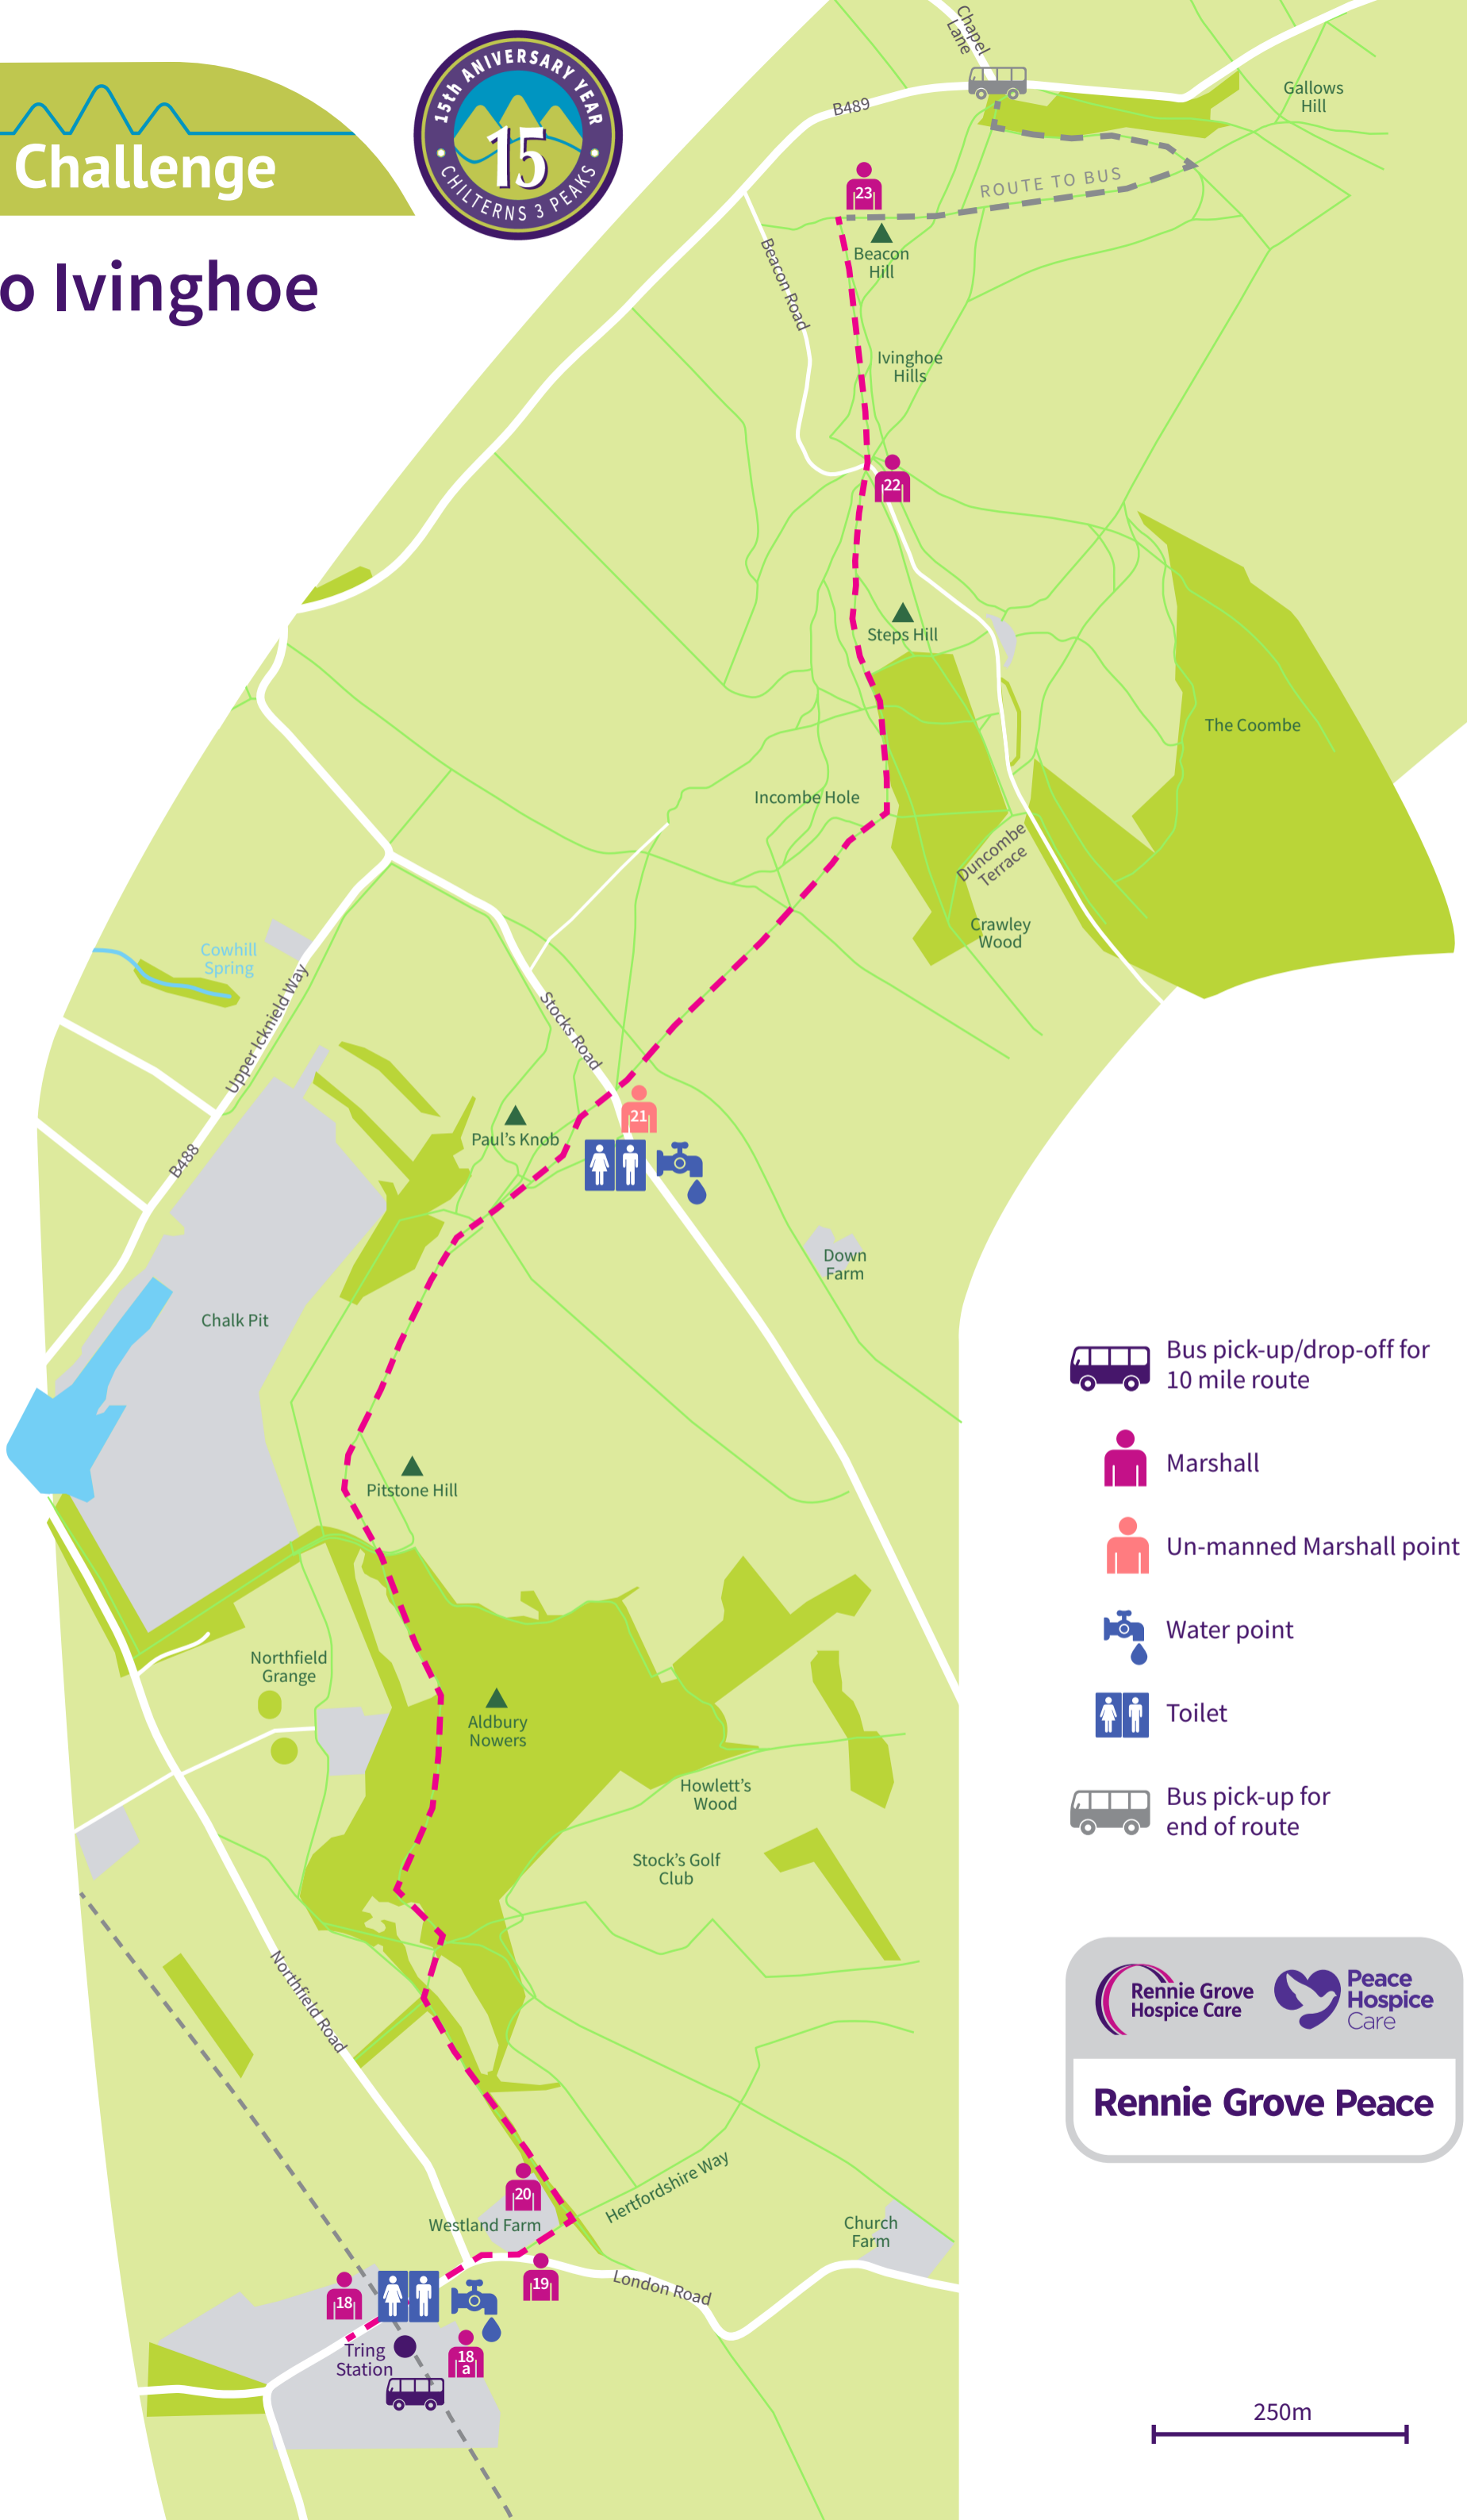 Challenge
15th ANIVERSARY YEAR
15
CHILTERNS 3 PEAKS
o Ivinghoe
Chapel
Lane
B489
Gallows
Hill
23
ROUTE TO BUS
Beacon
Hill
Beacon Road
Ivinghoe
Hills
22
Steps Hill
The Coombe
Incombe Hole
Duncombe
Terrace
Crawley
Wood
Cowhill
Spring
Upper Icknield Way
Stocks Road
B488
21
Paul's Knob
Down
Farm
Chalk Pit
Pitstone Hill
Northfield
Grange
Aldbury
Nowers
Howlett's
Wood
Stock's Golf
Club
Northfield Road
20
Hertfordshire Way
Westland Farm
Church
Farm
19
18
London Road
Tring
Station
18
a
Bus pick-up/drop-off for
10 mile route
Marshall
Un-manned Marshall point
Water point
Toilet
Bus pick-up for
end of route
Rennie Grove
Hospice Care
Peace
Hospice
Care
Rennie Grove Peace
250m